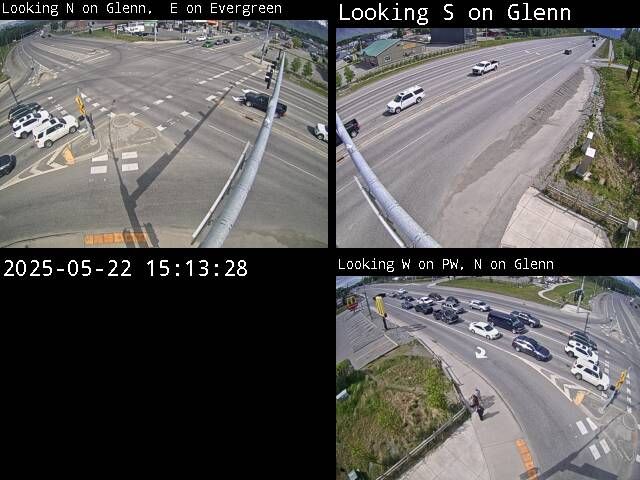 Looking N on Glenn,  E on Evergreen
Looking S on Glenn
2025-05-22 15:13:28
Looking W on PW, N on Glenn